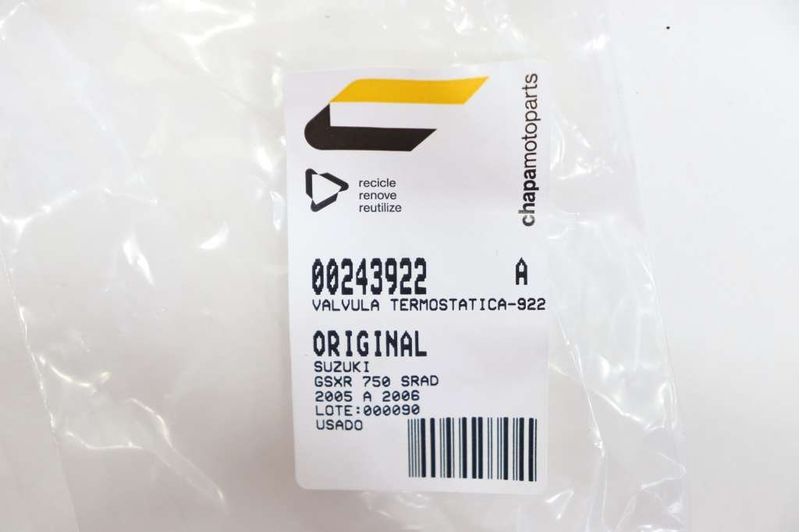 chapamotoparts
recicle
renove
reutilize
00243922 A
VALVULA TERMOSTATICA-922
ORIGINAL
SUZUKI
GSXR 750 SRAD
2005 A 2006
LOTE:000090
USADO